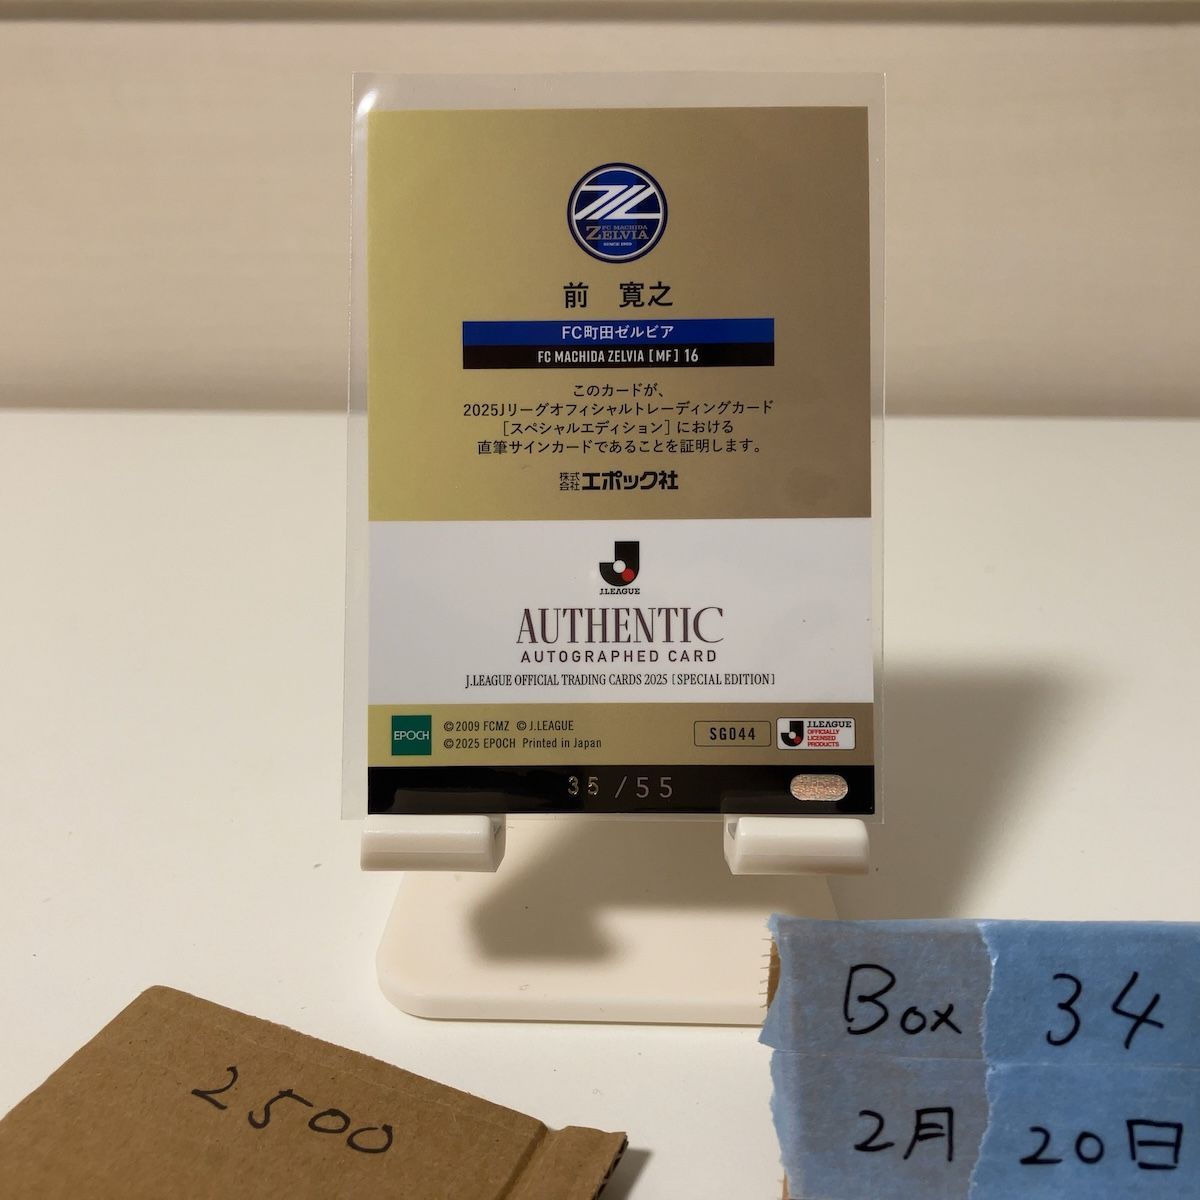 FC MACHIDA
ZELVIA
SINCE 1989
前 寛之
FC町田ゼルビア
FC MACHIDA ZELVIA [MF] 16
このカードが、
2025Jリーグオフィシャルトレーディングカード
[スペシャルエディション] における
直筆サインカードであることを証明します。
株式会社エポック社
J.LEAGUE
AUTHENTIC
AUTOGRAPHED CARD
J.LEAGUE OFFICIAL TRADING CARDS 2025 [SPECIAL EDITION]
EPOCH
©2009 FCMZ ©J.LEAGUE
©2025 EPOCH Printed in Japan
SG044
J.LEAGUE
OFFICIALLY
LICENSED
PRODUCTS
35/55
2500
Box 34
2月 20日